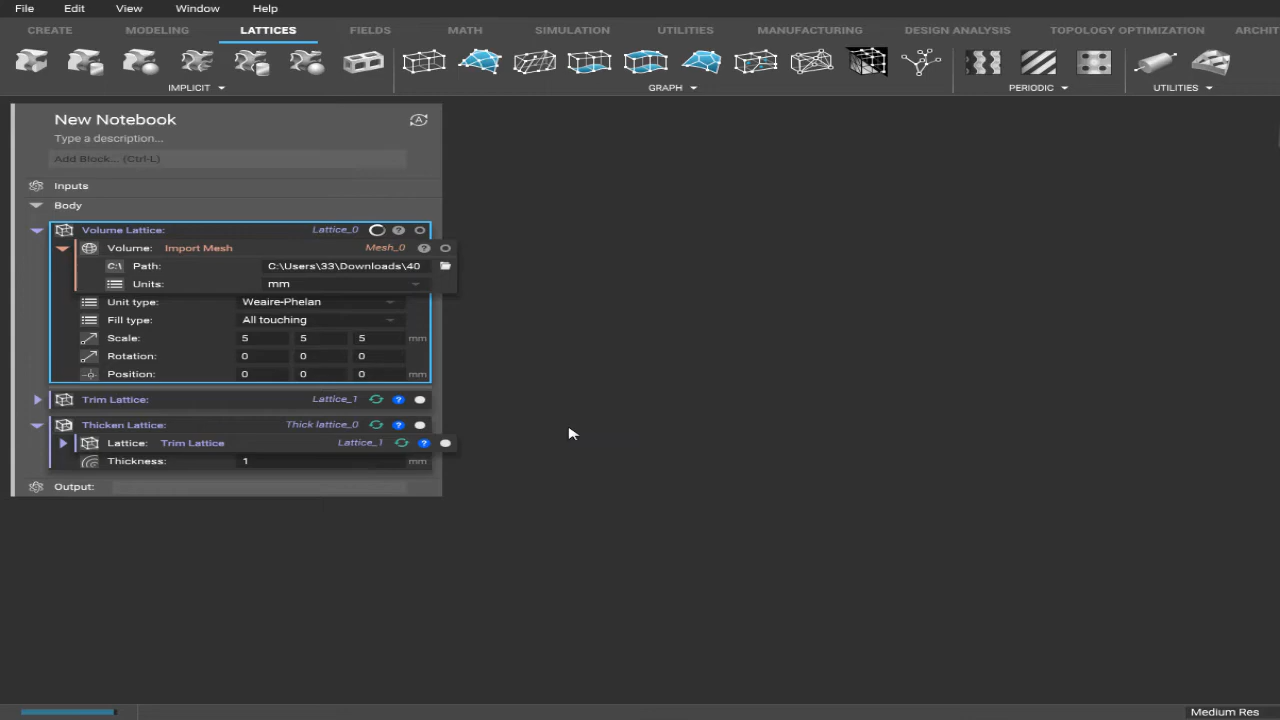 File Edit View Window Help
CREATE MODELING LATTICES FIELDS MATH SIMULATION UTILITIES MANUFACTURING DESIGN ANALYSIS TOPOLOGY OPTIMIZATION ARCHIT
IMPLICIT GRAPH PERIODIC UTILITIES
New Notebook
Type a description...
Add Block... (Ctrl-L)
Inputs
Body
Volume Lattice: Lattice_0
Volume: Import Mesh Mesh_0
C:\ Path: C:\Users\33\Downloads\40
Units: mm
Unit type: Weaire-Phelan
Fill type: All touching
Scale: 5 5 5 mm
Rotation: 0 0 0
Position: 0 0 0 mm
Trim Lattice: Lattice_1
Thicken Lattice: Thick lattice_0
Lattice: Trim Lattice Lattice_1
Thickness: 1 mm
Output:
Medium Res